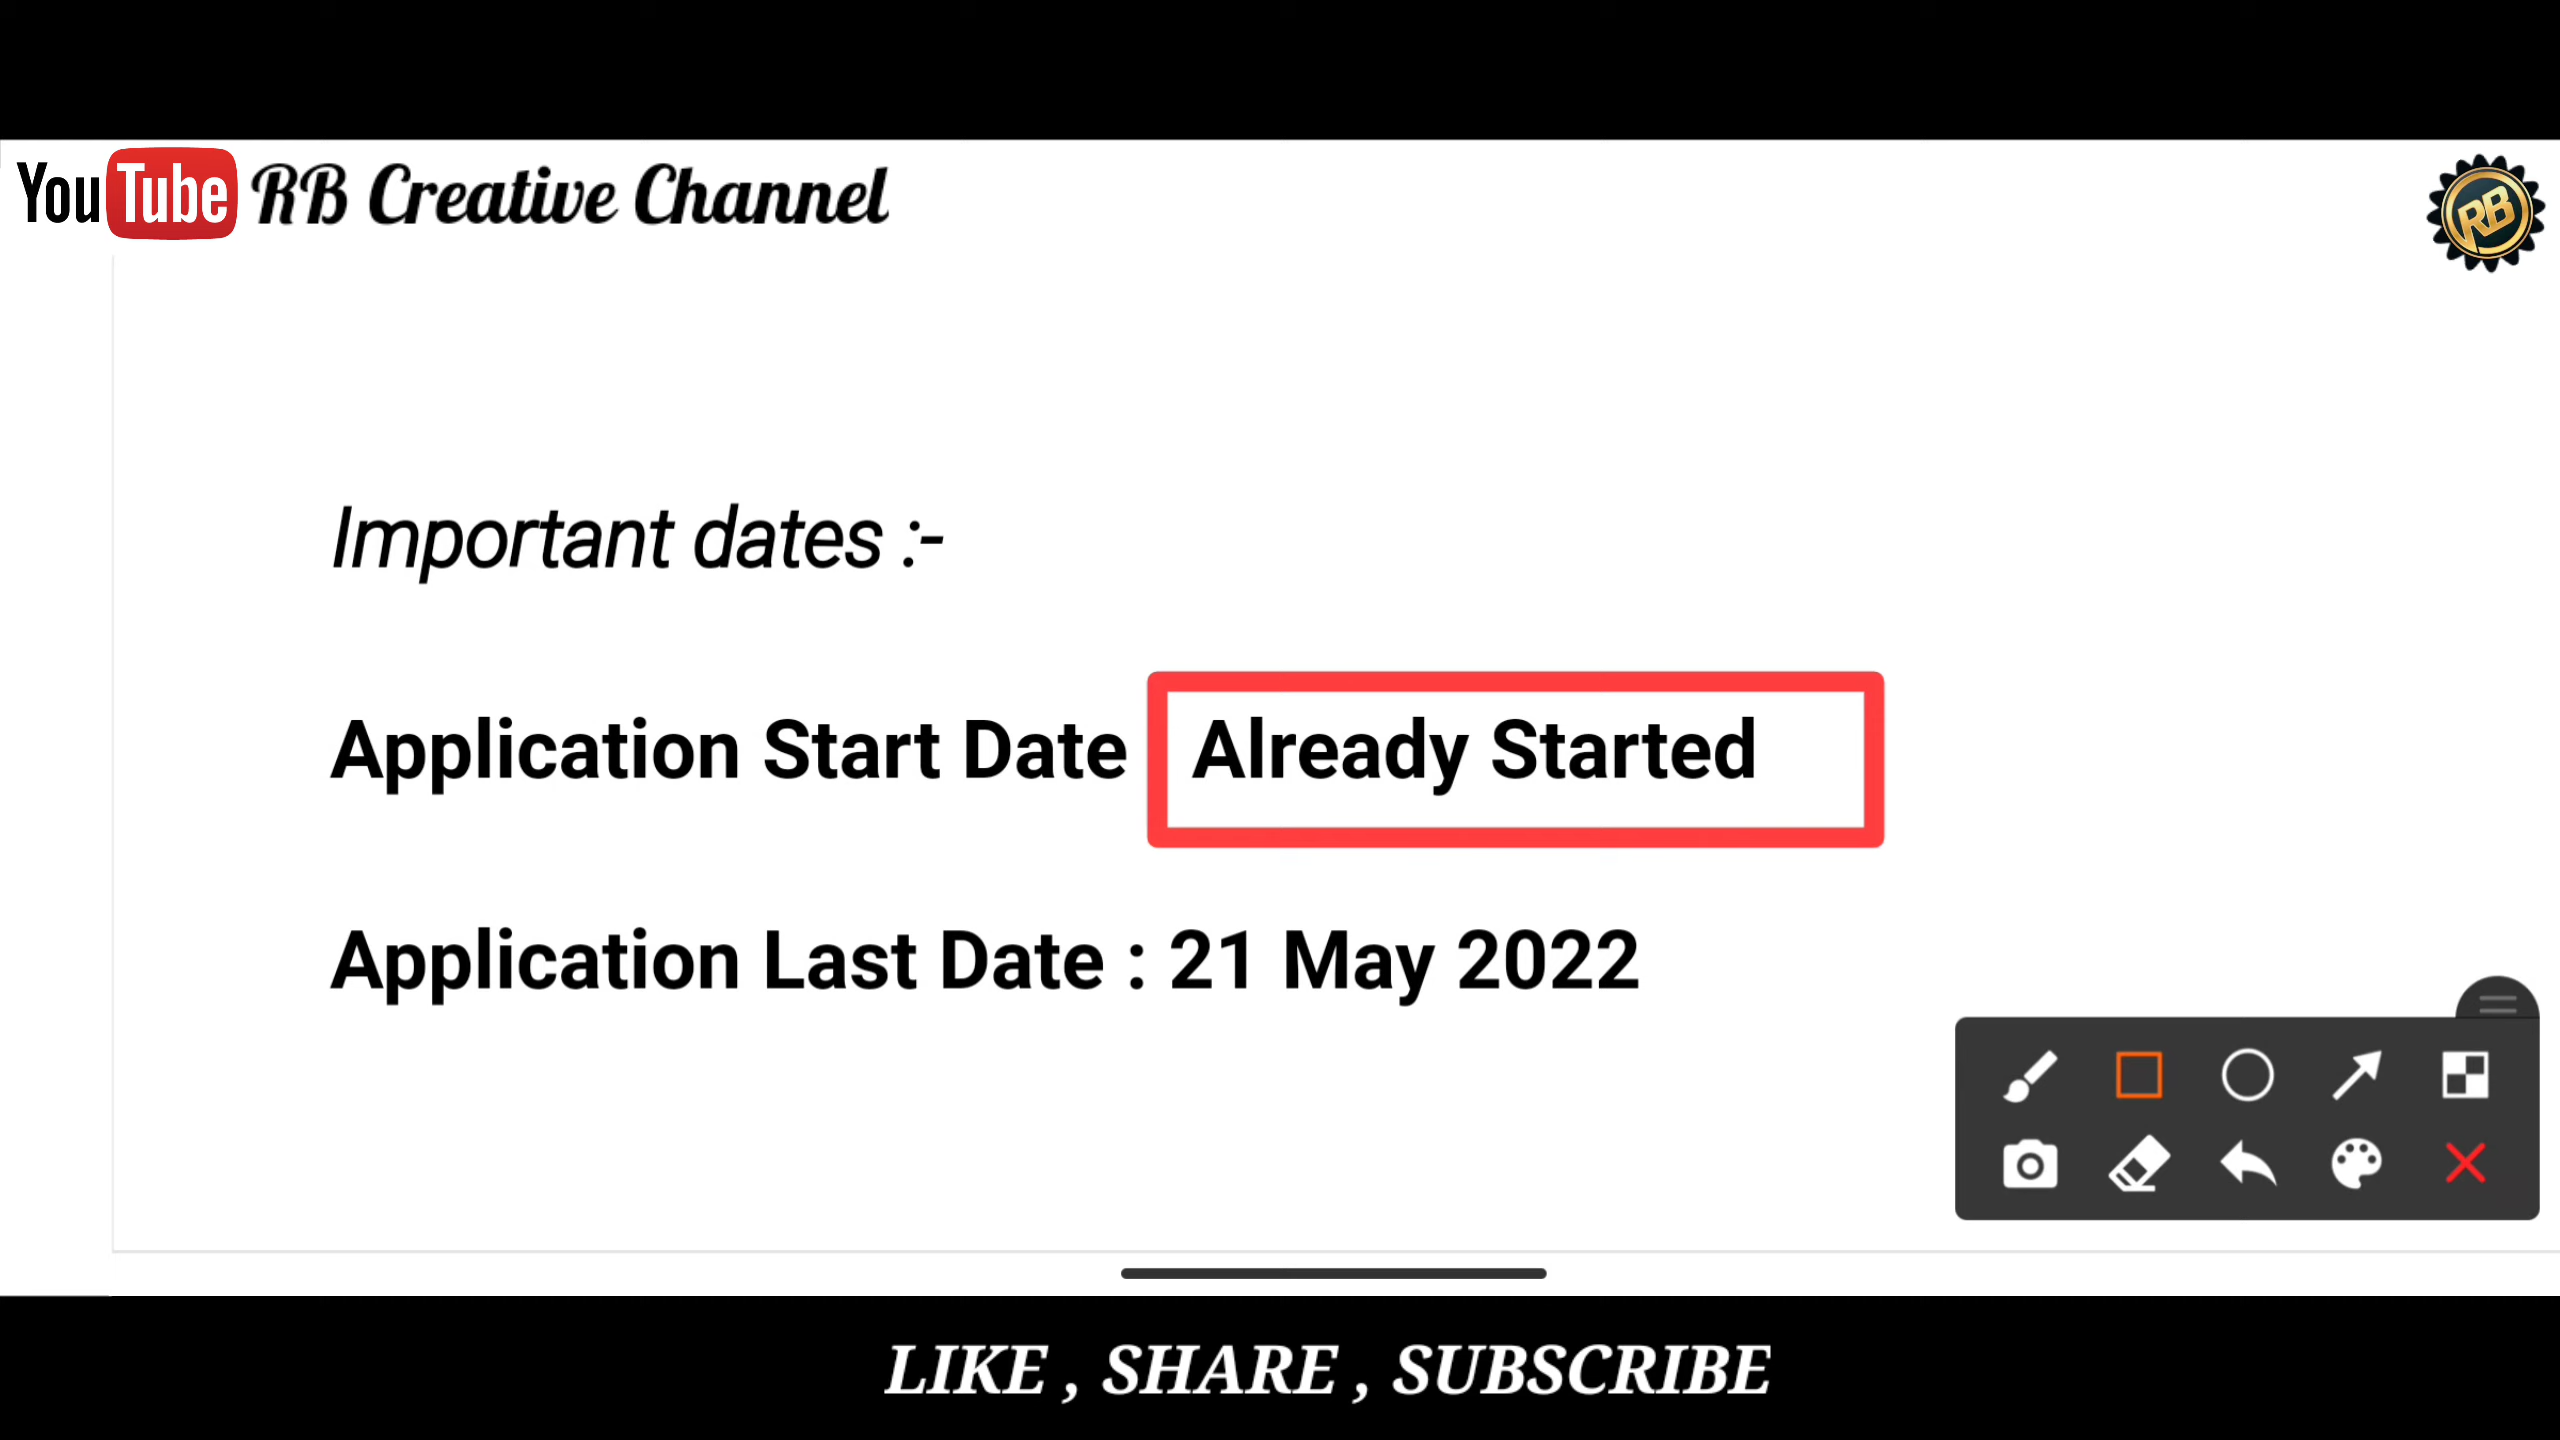 YouTube RB Creative Channel
RB
Important dates :-
Application Start Date Already Started
Application Last Date : 21 May 2022
LIKE , SHARE , SUBSCRIBE